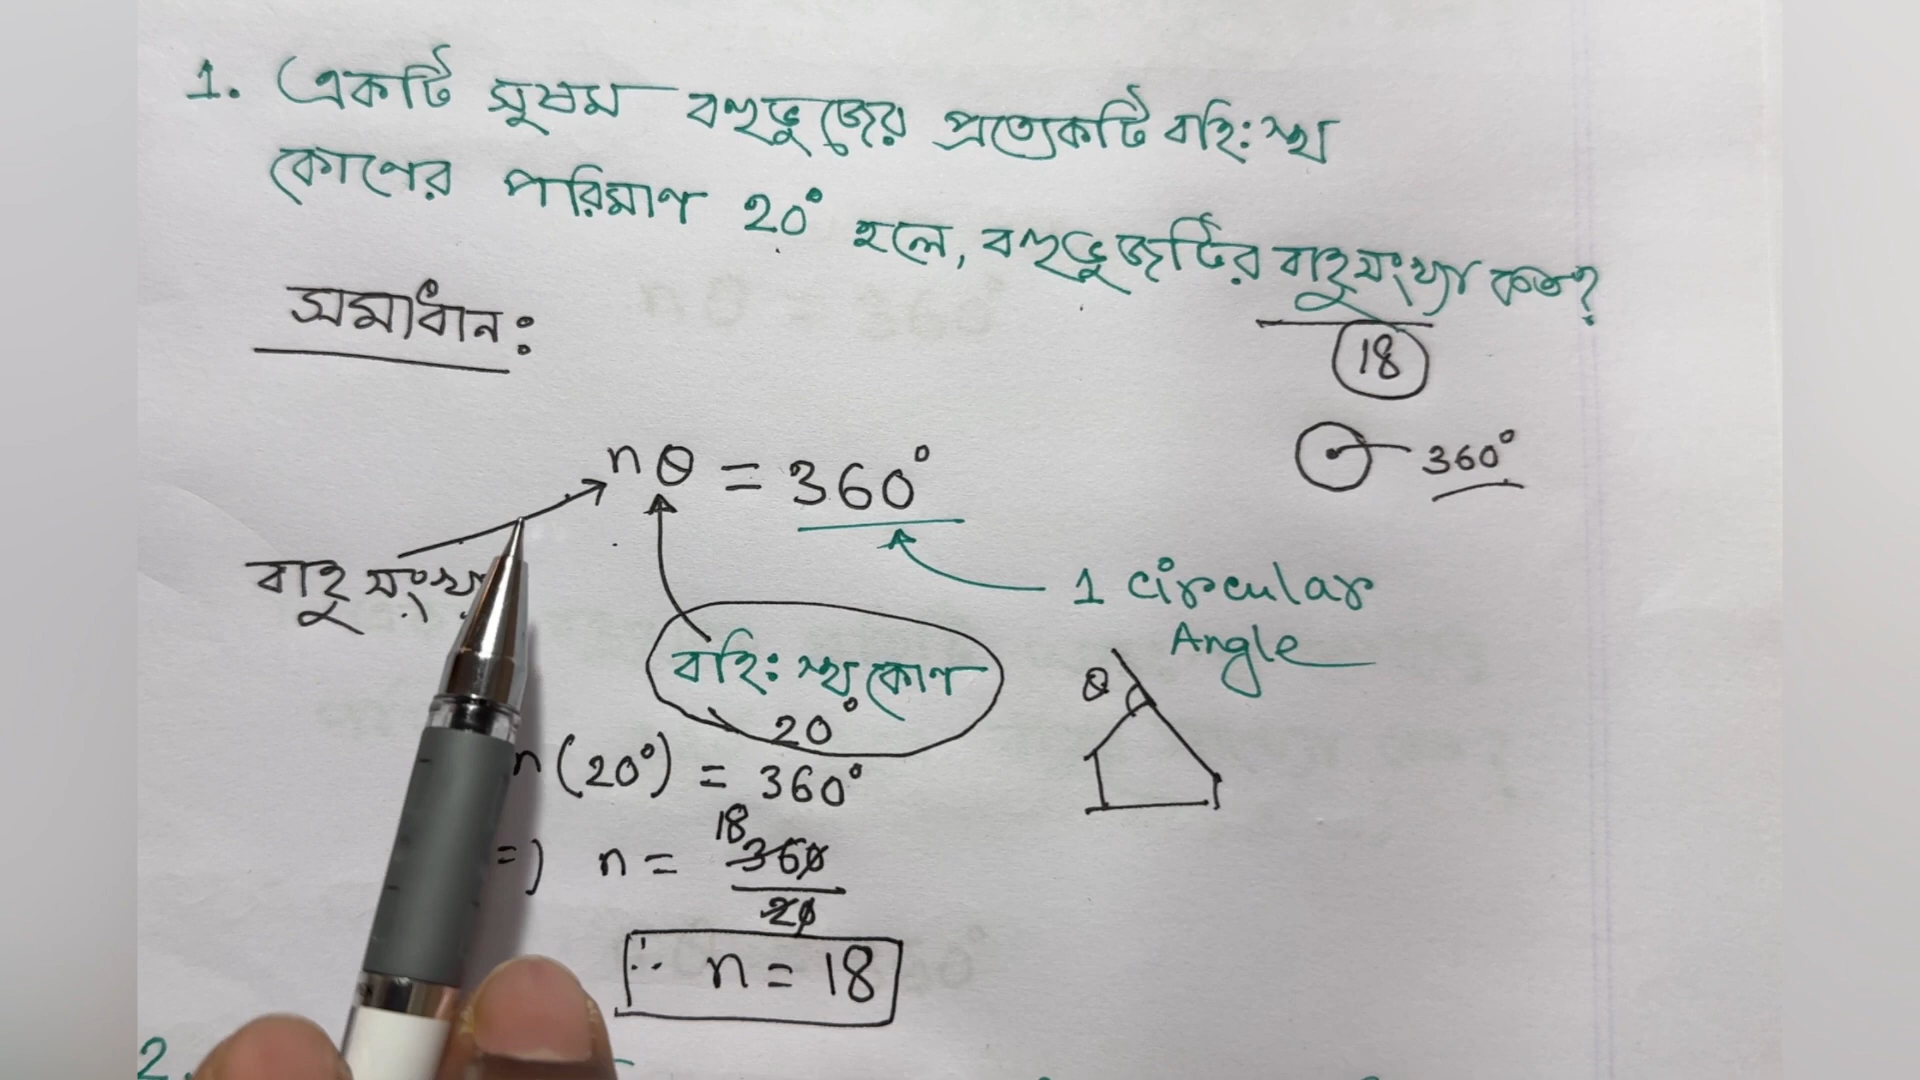 1. একটি সুষম বহুভুজের প্রত্যেকটি বহি:স্থ
কোণের পরিমাণ 20° হলে, বহুভুজটির বাহুসংখ্যা কত?
18
সমাধান:
nθ = 360°
360°
বাহু
1 circular
Angle
বহি:স্থ কোণ
20°
θ
n(20°) = 360°
=) n = 360/20
18
∴ n = 18
2.